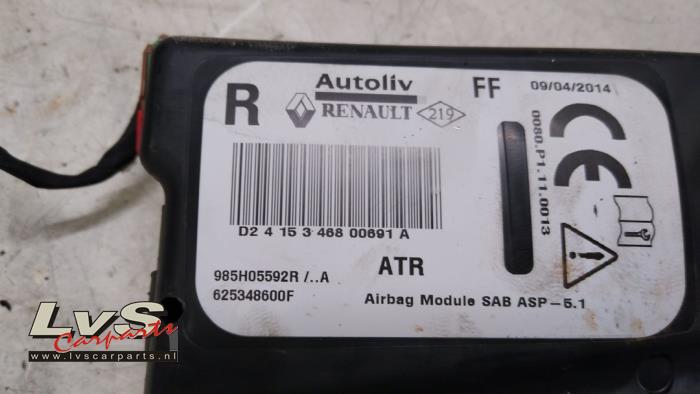 R
Autoliv
RENAULT
219
FF
09/04/2014
0080.P1.11.0013
CE
D2 4 15 3 468 00691 A
985H05592R /..A
625348600F
ATR
Airbag Module SAB ASP-5.1
LvS
Carparts
www.lvscarparts.nl